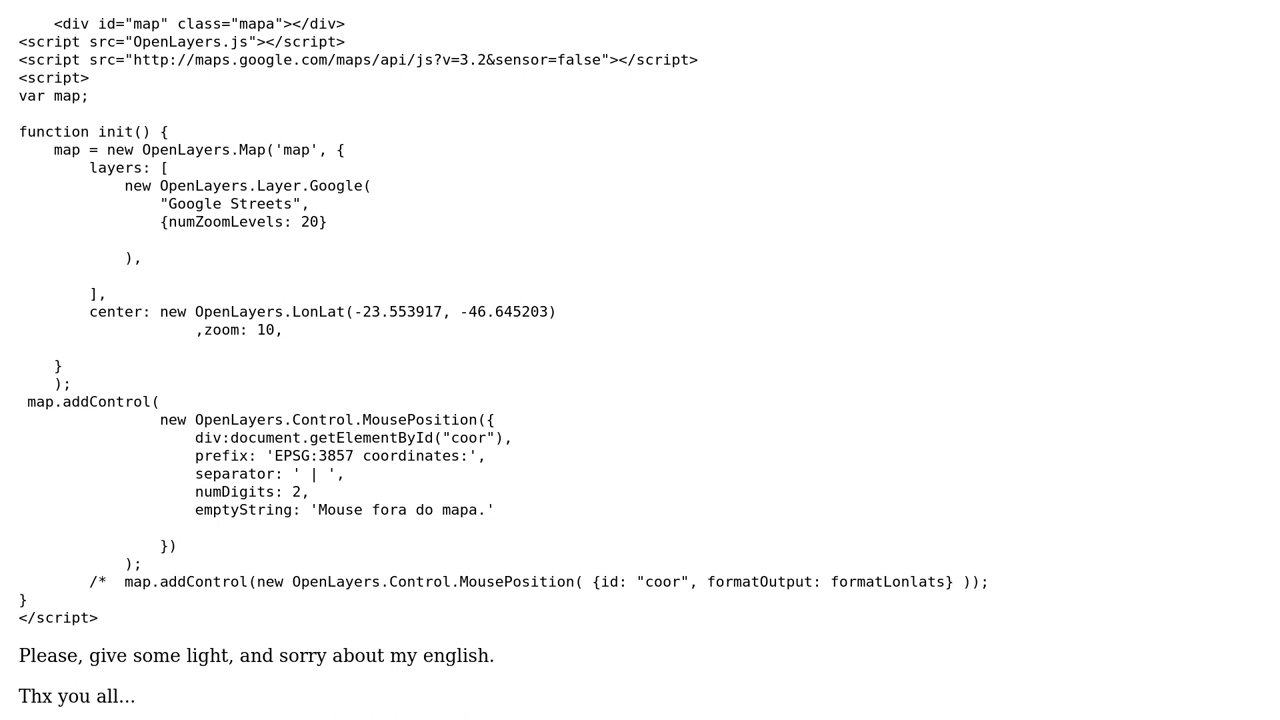 <div id="map" class="mapa"></div>
<script src="OpenLayers.js"></script>
<script src="http://maps.google.com/maps/api/js?v=3.2&sensor=false"></script>
<script>
var map;

function init() {
    map = new OpenLayers.Map('map', {
        layers: [
            new OpenLayers.Layer.Google(
                "Google Streets",
                {numZoomLevels: 20}

            ),

        ],
        center: new OpenLayers.LonLat(-23.553917, -46.645203)
                    ,zoom: 10,

    }
    );
 map.addControl(
                new OpenLayers.Control.MousePosition({
                    div:document.getElementById("coor"),
                    prefix: 'EPSG:3857 coordinates:',
                    separator: ' | ',
                    numDigits: 2,
                    emptyString: 'Mouse fora do mapa.'

                })
            );
        /*  map.addControl(new OpenLayers.Control.MousePosition( {id: "coor", formatOutput: formatLonlats} ));
}
</script>
Please, give some light, and sorry about my english.
Thx you all...